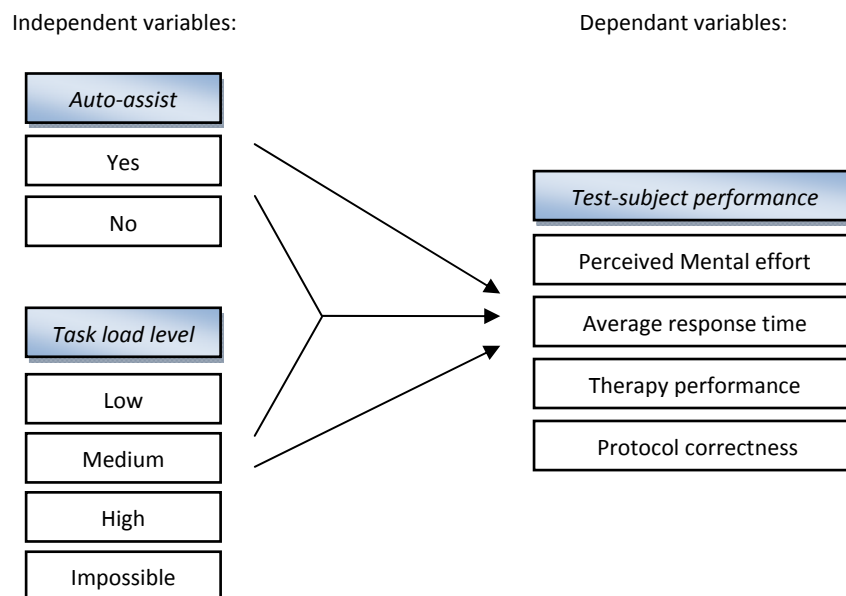 Independent variables:
Dependant variables:
Auto-assist
Yes
No
Task load level
Low
Medium
High
Impossible
Test-subject performance
Perceived Mental effort
Average response time
Therapy performance
Protocol correctness